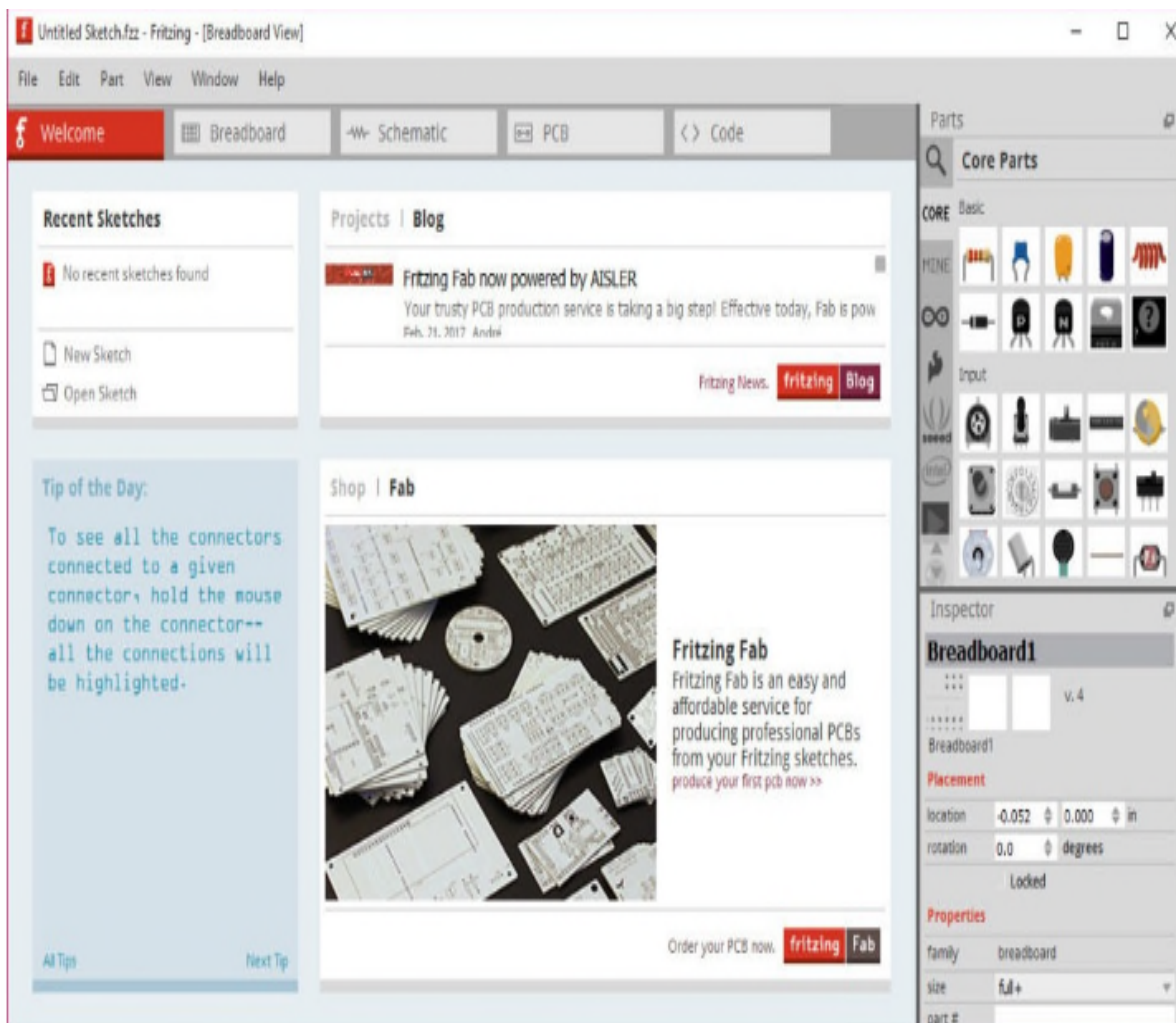 Untitled Sketch.fzz - Fritzing - [Breadboard View]
File Edit Part View Window Help
Welcome Breadboard Schematic PCB Code
Recent Sketches
No recent sketches found
New Sketch
Open Sketch
Projects | Blog
Fritzing Fab now powered by AISLER
Your trusty PCB production service is taking a big step! Effective today, Fab is pow
Feb. 21, 2017 André
Fritzing News. fritzing Blog
Tip of the Day:
To see all the connectors
connected to a given
connector, hold the mouse
down on the connector--
all the connections will
be highlighted.
All Tips Next Tip
Shop | Fab
Fritzing Fab
Fritzing Fab is an easy and
affordable service for
producing professional PCBs
from your Fritzing sketches.
produce your first pcb now >>
Order your PCB now. fritzing Fab
Parts
Core Parts
CORE
MINE
seeed
intel
Basic
P N
Input
Inspector
Breadboard1
v. 4
Breadboard1
Placement
location -0.052 0.000 in
rotation 0.0 degrees
Locked
Properties
family breadboard
size full+
part #